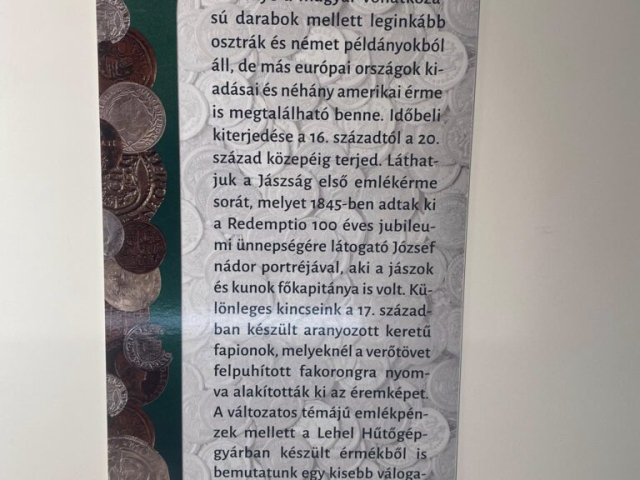 a magyar vonatkozá-
sú darabok mellett leginkább
osztrák és német példányokból
áll, de más európai országok ki-
adásai és néhány amerikai érme
is megtalálható benne. Időbeli
kiterjedése a 16. századtól a 20.
század közepéig terjed. Láthat-
juk a Jászság első emlékérme
sorát, melyet 1845-ben adtak ki
a Redemptio 100 éves jubileu-
mi ünnepségére látogató József
nádor portréjával, aki a jászok
és kunok főkapitánya is volt. Kü-
lönleges kincseink a 17. század-
ban készült aranyozott keretű
fapionok, melyeknél a verőtövet
felpuhított fakorongra nyom-
va alakították ki az éremképet.
A változatos témájú emlékpén-
zek mellett a Lehel Hűtőgép-
gyárban készült érmékből is
bemutatunk egy kisebb váloga-